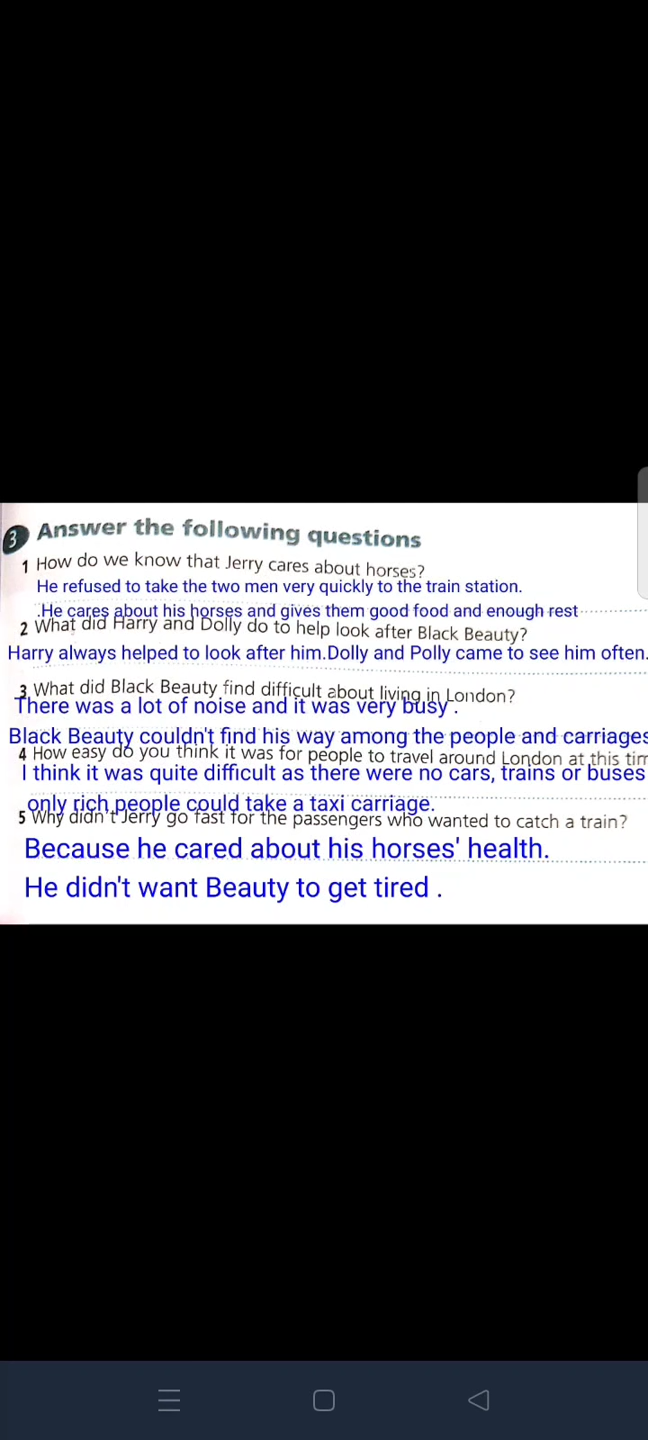 3 Answer the following questions
1 How do we know that Jerry cares about horses?
He refused to take the two men very quickly to the train station.
.He cares about his horses and gives them good food and enough rest
2 What did Harry and Dolly do to help look after Black Beauty?
Harry always helped to look after him.Dolly and Polly came to see him often.
3 What did Black Beauty find difficult about living in London?
There was a lot of noise and it was very busy .
Black Beauty couldn't find his way among the people and carriages
4 How easy do you think it was for people to travel around London at this tim
I think it was quite difficult as there were no cars, trains or buses
only rich people could take a taxi carriage.
5 Why didn't Jerry go fast for the passengers who wanted to catch a train?
Because he cared about his horses' health.
He didn't want Beauty to get tired .